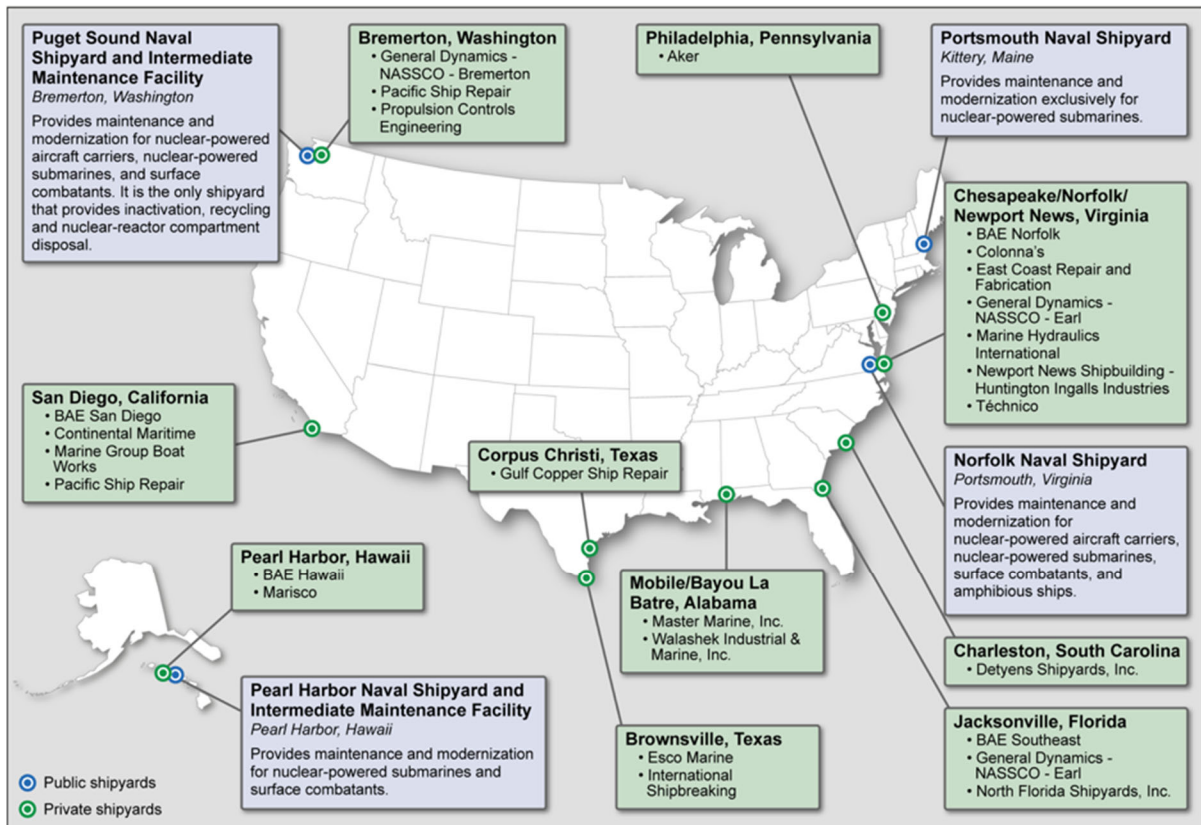 Puget Sound Naval
Shipyard and Intermediate
Maintenance Facility
Bremerton, Washington
Provides maintenance and
modernization for nuclear-powered
aircraft carriers, nuclear-powered
submarines, and surface
combatants. It is the only shipyard
that provides inactivation, recycling
and nuclear-reactor compartment
disposal.
Bremerton, Washington
• General Dynamics -
NASSCO - Bremerton
• Pacific Ship Repair
• Propulsion Controls
Engineering
Philadelphia, Pennsylvania
• Aker
Portsmouth Naval Shipyard
Kittery, Maine
Provides maintenance and
modernization exclusively for
nuclear-powered submarines.
Chesapeake/Norfolk/
Newport News, Virginia
• BAE Norfolk
• Colonna's
• East Coast Repair and
Fabrication
• General Dynamics -
NASSCO - Earl
• Marine Hydraulics
International
• Newport News Shipbuilding -
Huntington Ingalls Industries
• Téchnico
San Diego, California
• BAE San Diego
• Continental Maritime
• Marine Group Boat
Works
• Pacific Ship Repair
Corpus Christi, Texas
• Gulf Copper Ship Repair
Norfolk Naval Shipyard
Portsmouth, Virginia
Provides maintenance and
modernization for
nuclear-powered aircraft carriers,
nuclear-powered submarines,
surface combatants, and
amphibious ships.
Pearl Harbor, Hawaii
• BAE Hawaii
• Marisco
Mobile/Bayou La
Batre, Alabama
• Master Marine, Inc.
• Walashek Industrial &
Marine, Inc.
Charleston, South Carolina
• Detyens Shipyards, Inc.
Pearl Harbor Naval Shipyard and
Intermediate Maintenance Facility
Pearl Harbor, Hawaii
Provides maintenance and modernization
for nuclear-powered submarines and
surface combatants.
Brownsville, Texas
• Esco Marine
• International
Shipbreaking
Jacksonville, Florida
• BAE Southeast
• General Dynamics -
NASSCO - Earl
• North Florida Shipyards, Inc.
Public shipyards
Private shipyards